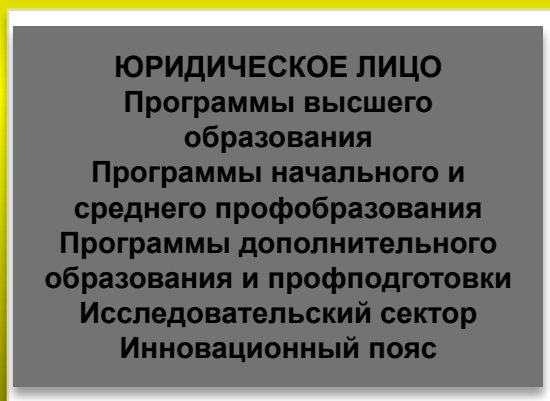 ЮРИДИЧЕСКОЕ ЛИЦО
Программы высшего
образования
Программы начального и
среднего профобразования
Программы дополнительного
образования и профподготовки
Исследовательский сектор
Инновационный пояс